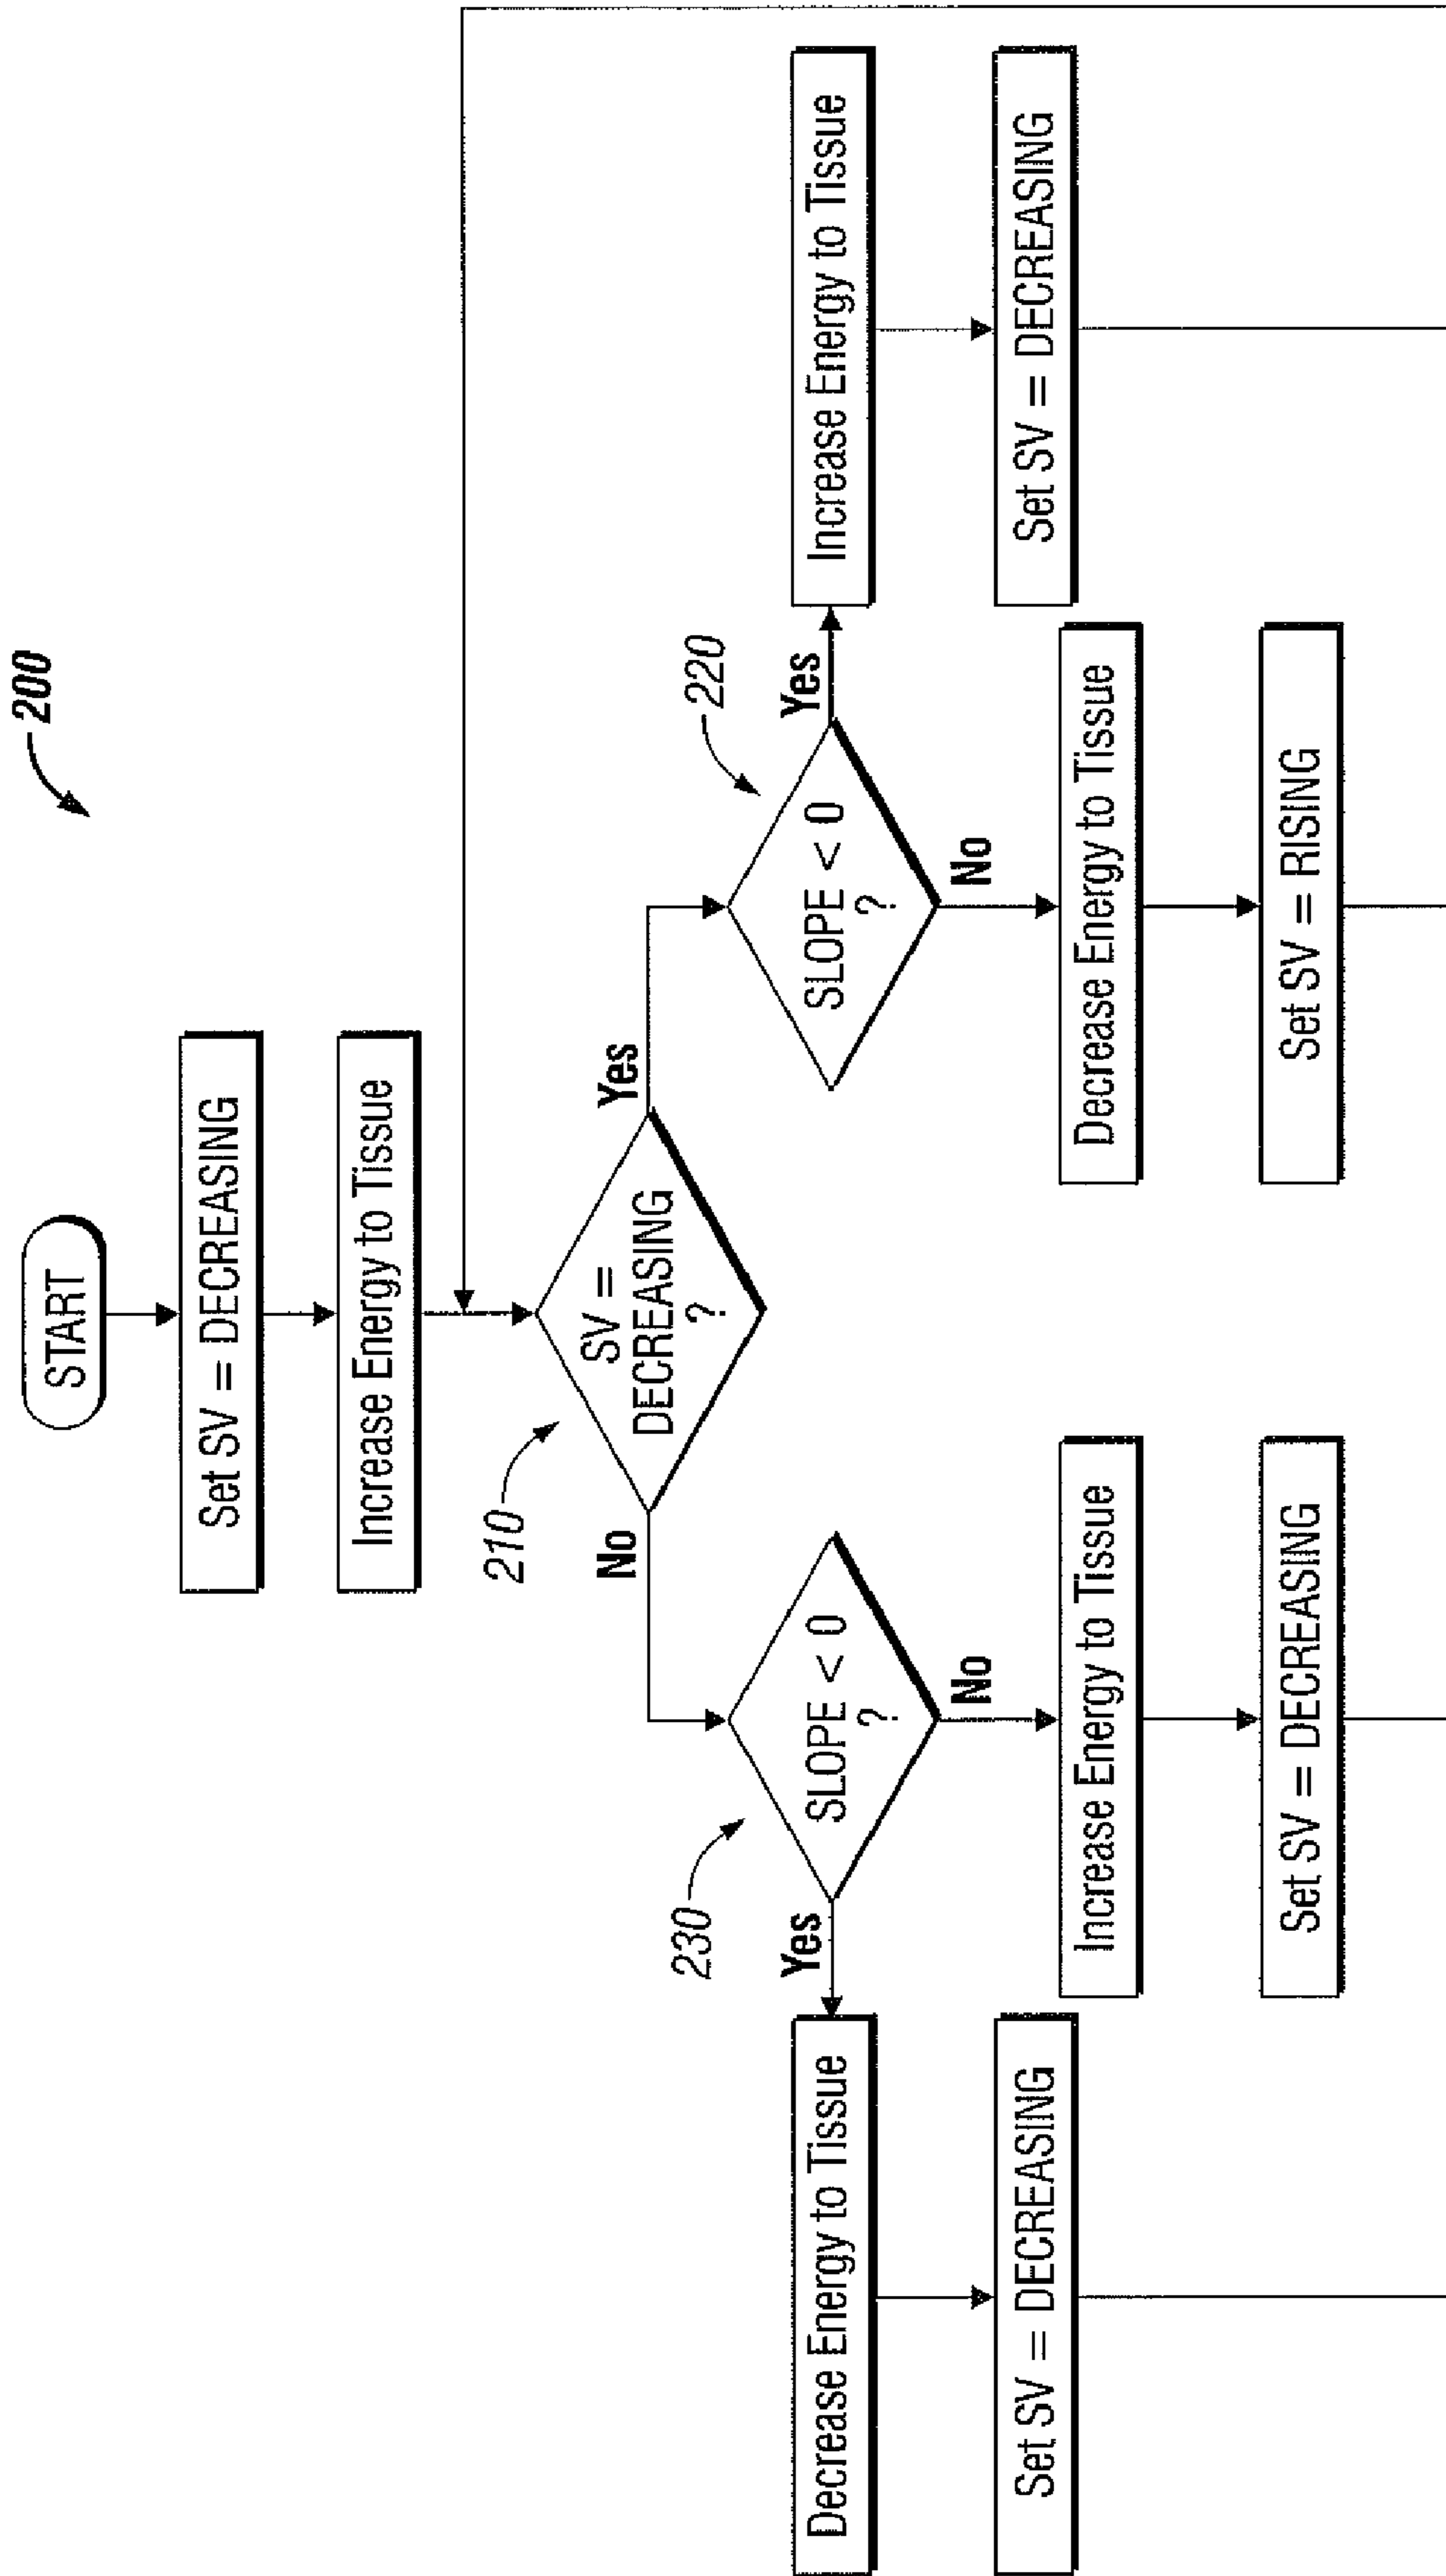 200
START
Set SV = DECREASING
Increase Energy to Tissue
210
SV =
DECREASING
?
No
Yes
230
SLOPE < 0
?
Yes
No
220
SLOPE < 0
?
Yes
No
Decrease Energy to Tissue
Set SV = DECREASING
Increase Energy to Tissue
Set SV = DECREASING
Decrease Energy to Tissue
Set SV = RISING
Increase Energy to Tissue
Set SV = DECREASING